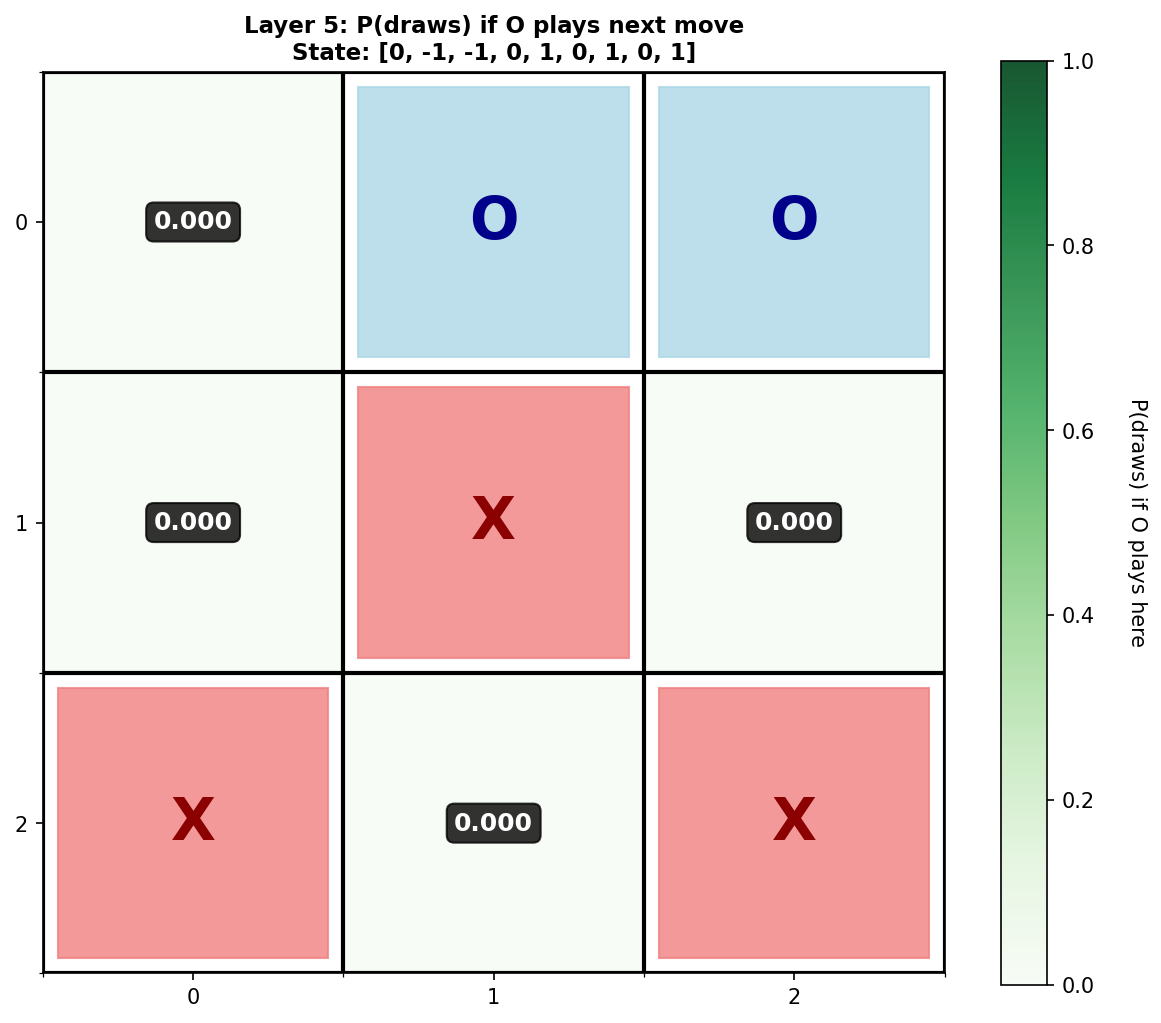 Layer 5: P(draws) if O plays next move
State: [0, -1, -1, 0, 1, 0, 1, 0, 1]
1.0
0.8
0.6
0.4
0.2
0.0
P(draws) if O plays here
0
0.000
O
O
1
0.000
X
0.000
2
X
0.000
X
0
1
2